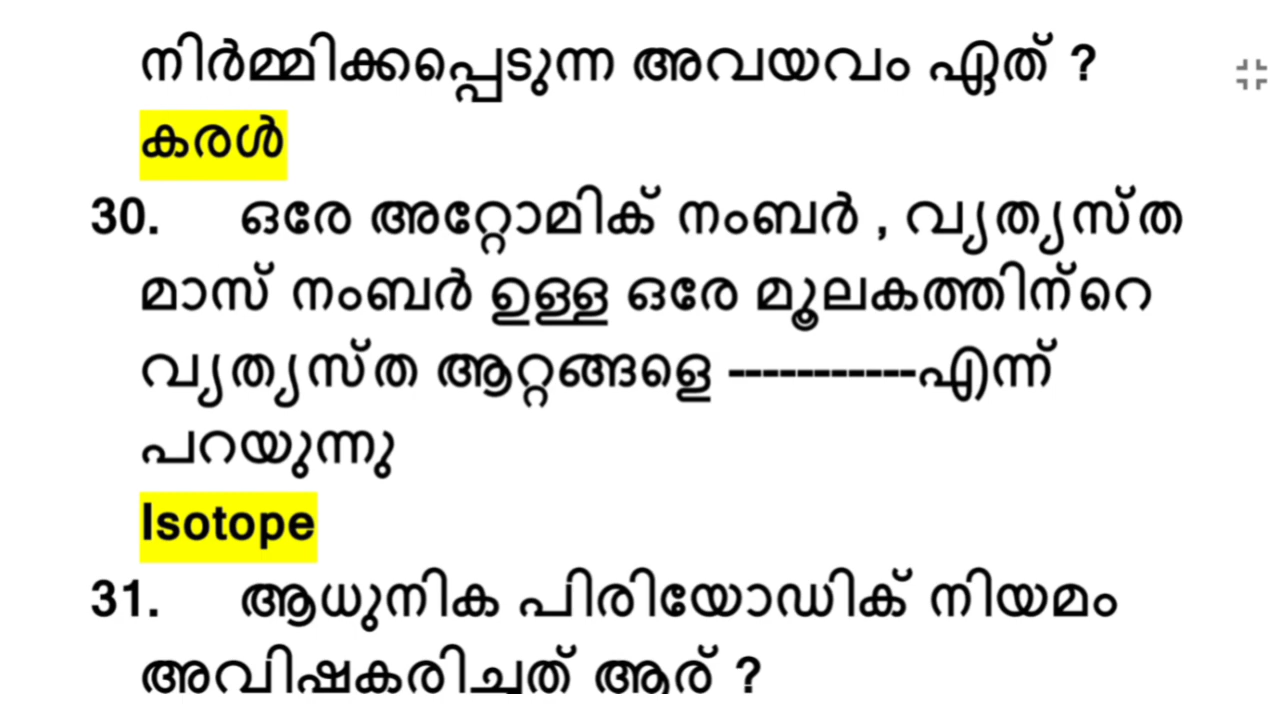 നിർമ്മിക്കപ്പെടുന്ന അവയവം ഏത് ?
കരൾ
30. ഒരേ അറ്റോമിക് നംബർ , വ്യത്യസ്ത
മാസ് നംബർ ഉള്ള ഒരേ മൂലകത്തിന്റെ
വ്യത്യസ്ത ആറ്റങ്ങളെ -----------എന്ന്
പറയുന്നു
Isotope
31. ആധുനിക പിരിയോഡിക് നിയമം
അവിഷകരിച്ചത് ആര് ?